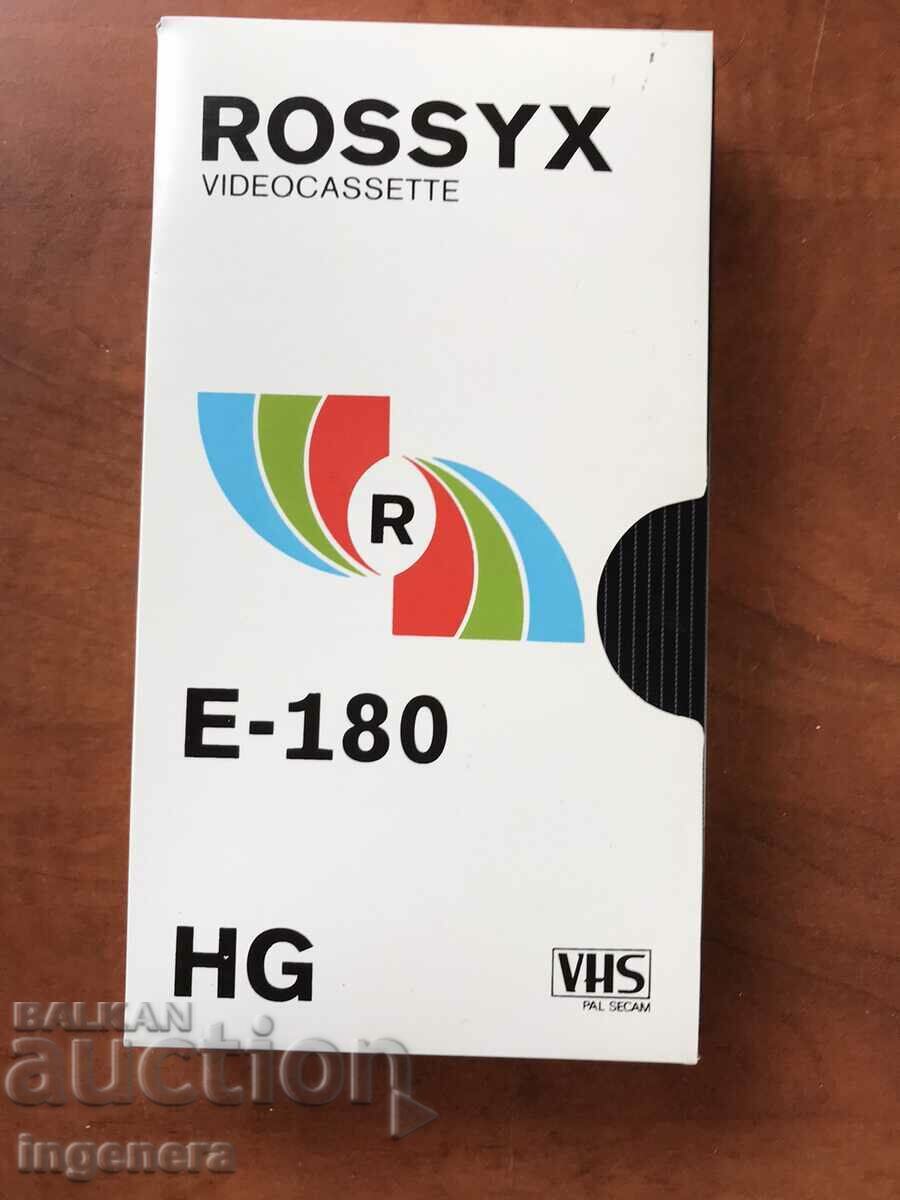 ROSSYX
VIDEOCASSETTE
R
E-180
HG
VHS
PAL SECAM
BALKAN
auction
ingenera